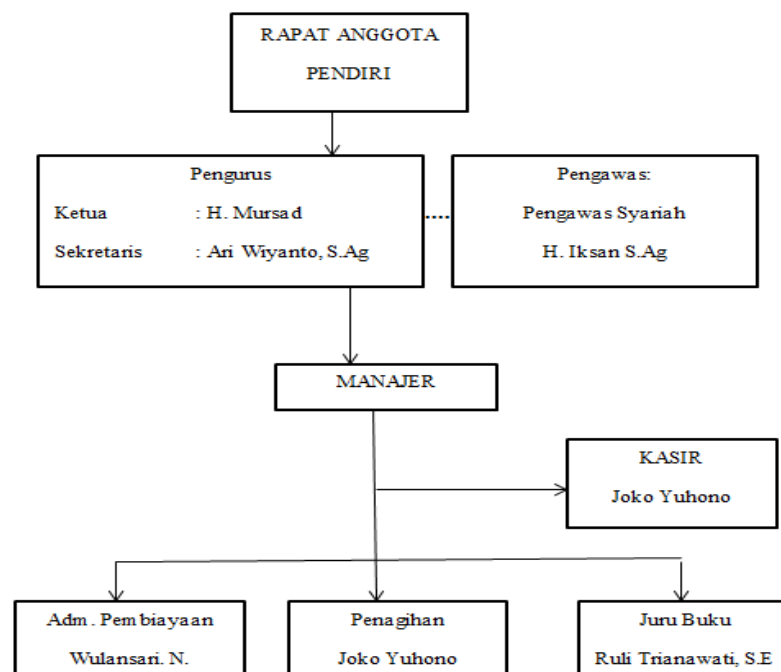 RAPAT ANGGOTA
PENDIRI
Pengurus
Ketua : H. Mursad
Sekretaris : Ari Wiyanto, S.Ag
Pengawas:
Pengawas Syariah
H. Iksan S.Ag
MANAJER
KASIR
Joko Yuhono
Adm. Pembiayaan
Wulansari. N.
Penagihan
Joko Yuhono
Juru Buku
Ruli Trianawati, S.E